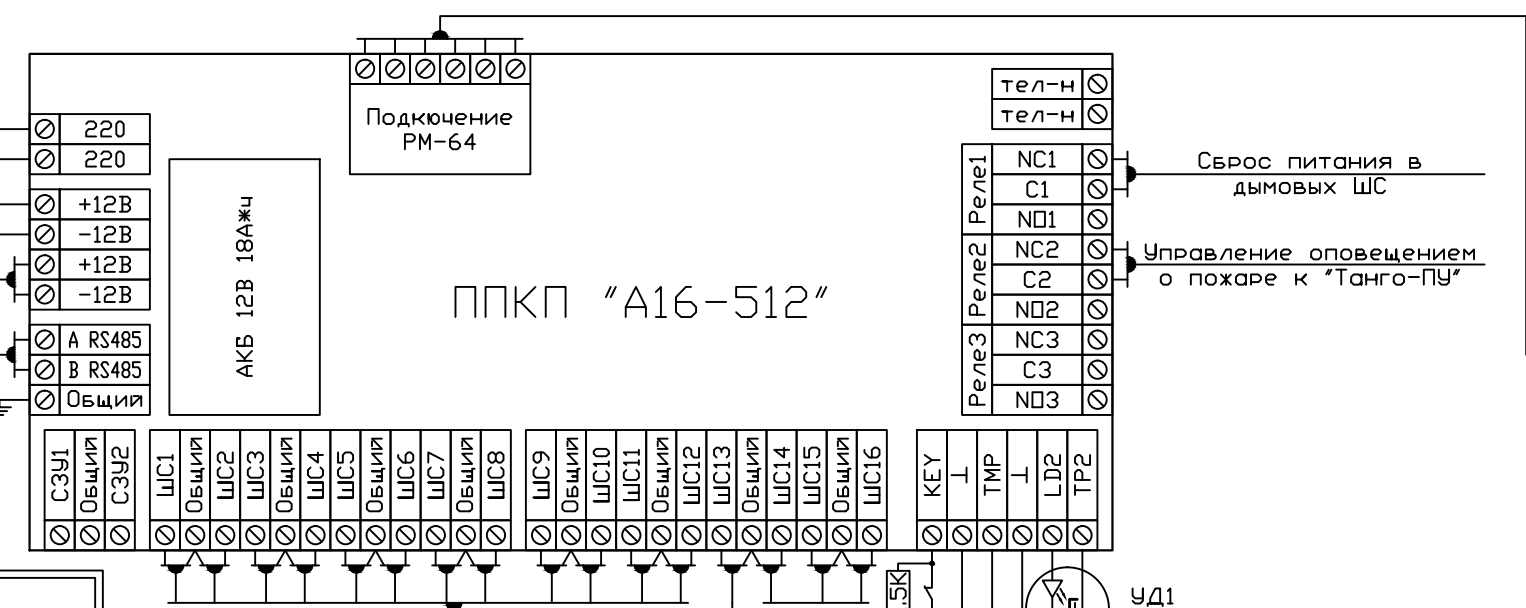 Подкючение
РМ-64
тел-н
тел-н
220
220
+12В
-12В
+12В
-12В
A RS485
B RS485
Общий
АКБ 12В 18Ажч
ППКП "А16-512"
Реле1
NC1
C1
NO1
Реле2
NC2
C2
NO2
Реле3
NC3
C3
NO3
Сброс питания в
дымовых ШС
Управление оповещением
о пожаре к "Танго-ПУ"
СЗУ1
Общий
СЗУ2
ШС1
Общий
ШС2
ШС3
Общий
ШС4
ШС5
Общий
ШС6
ШС7
Общий
ШС8
ШС9
Общий
ШС10
ШС11
Общий
ШС12
ШС13
Общий
ШС14
ШС15
Общий
ШС16
KEY
⊥
TMP
⊥
LD2
TP2
.5К
УД1